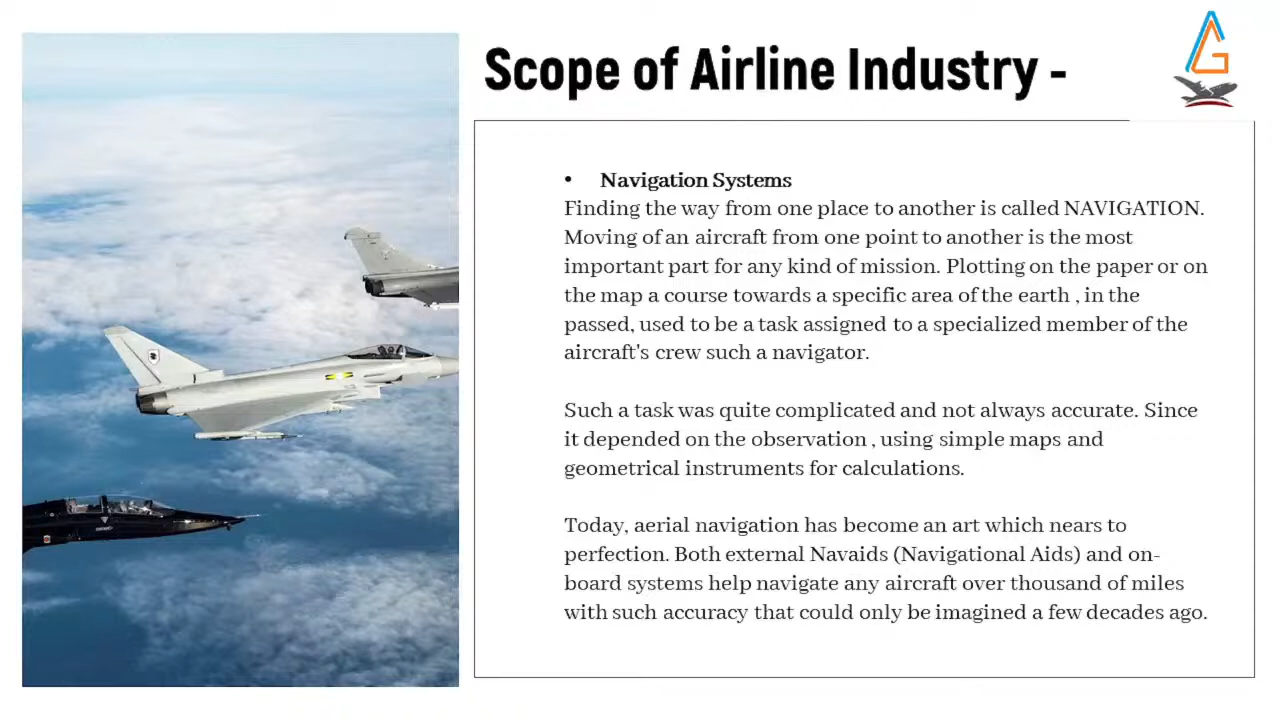 Scope of Airline Industry -
• Navigation Systems
Finding the way from one place to another is called NAVIGATION.
Moving of an aircraft from one point to another is the most
important part for any kind of mission. Plotting on the paper or on
the map a course towards a specific area of the earth , in the
passed, used to be a task assigned to a specialized member of the
aircraft's crew such a navigator.
Such a task was quite complicated and not always accurate. Since
it depended on the observation , using simple maps and
geometrical instruments for calculations.
Today, aerial navigation has become an art which nears to
perfection. Both external Navaids (Navigational Aids) and on-
board systems help navigate any aircraft over thousand of miles
with such accuracy that could only be imagined a few decades ago.